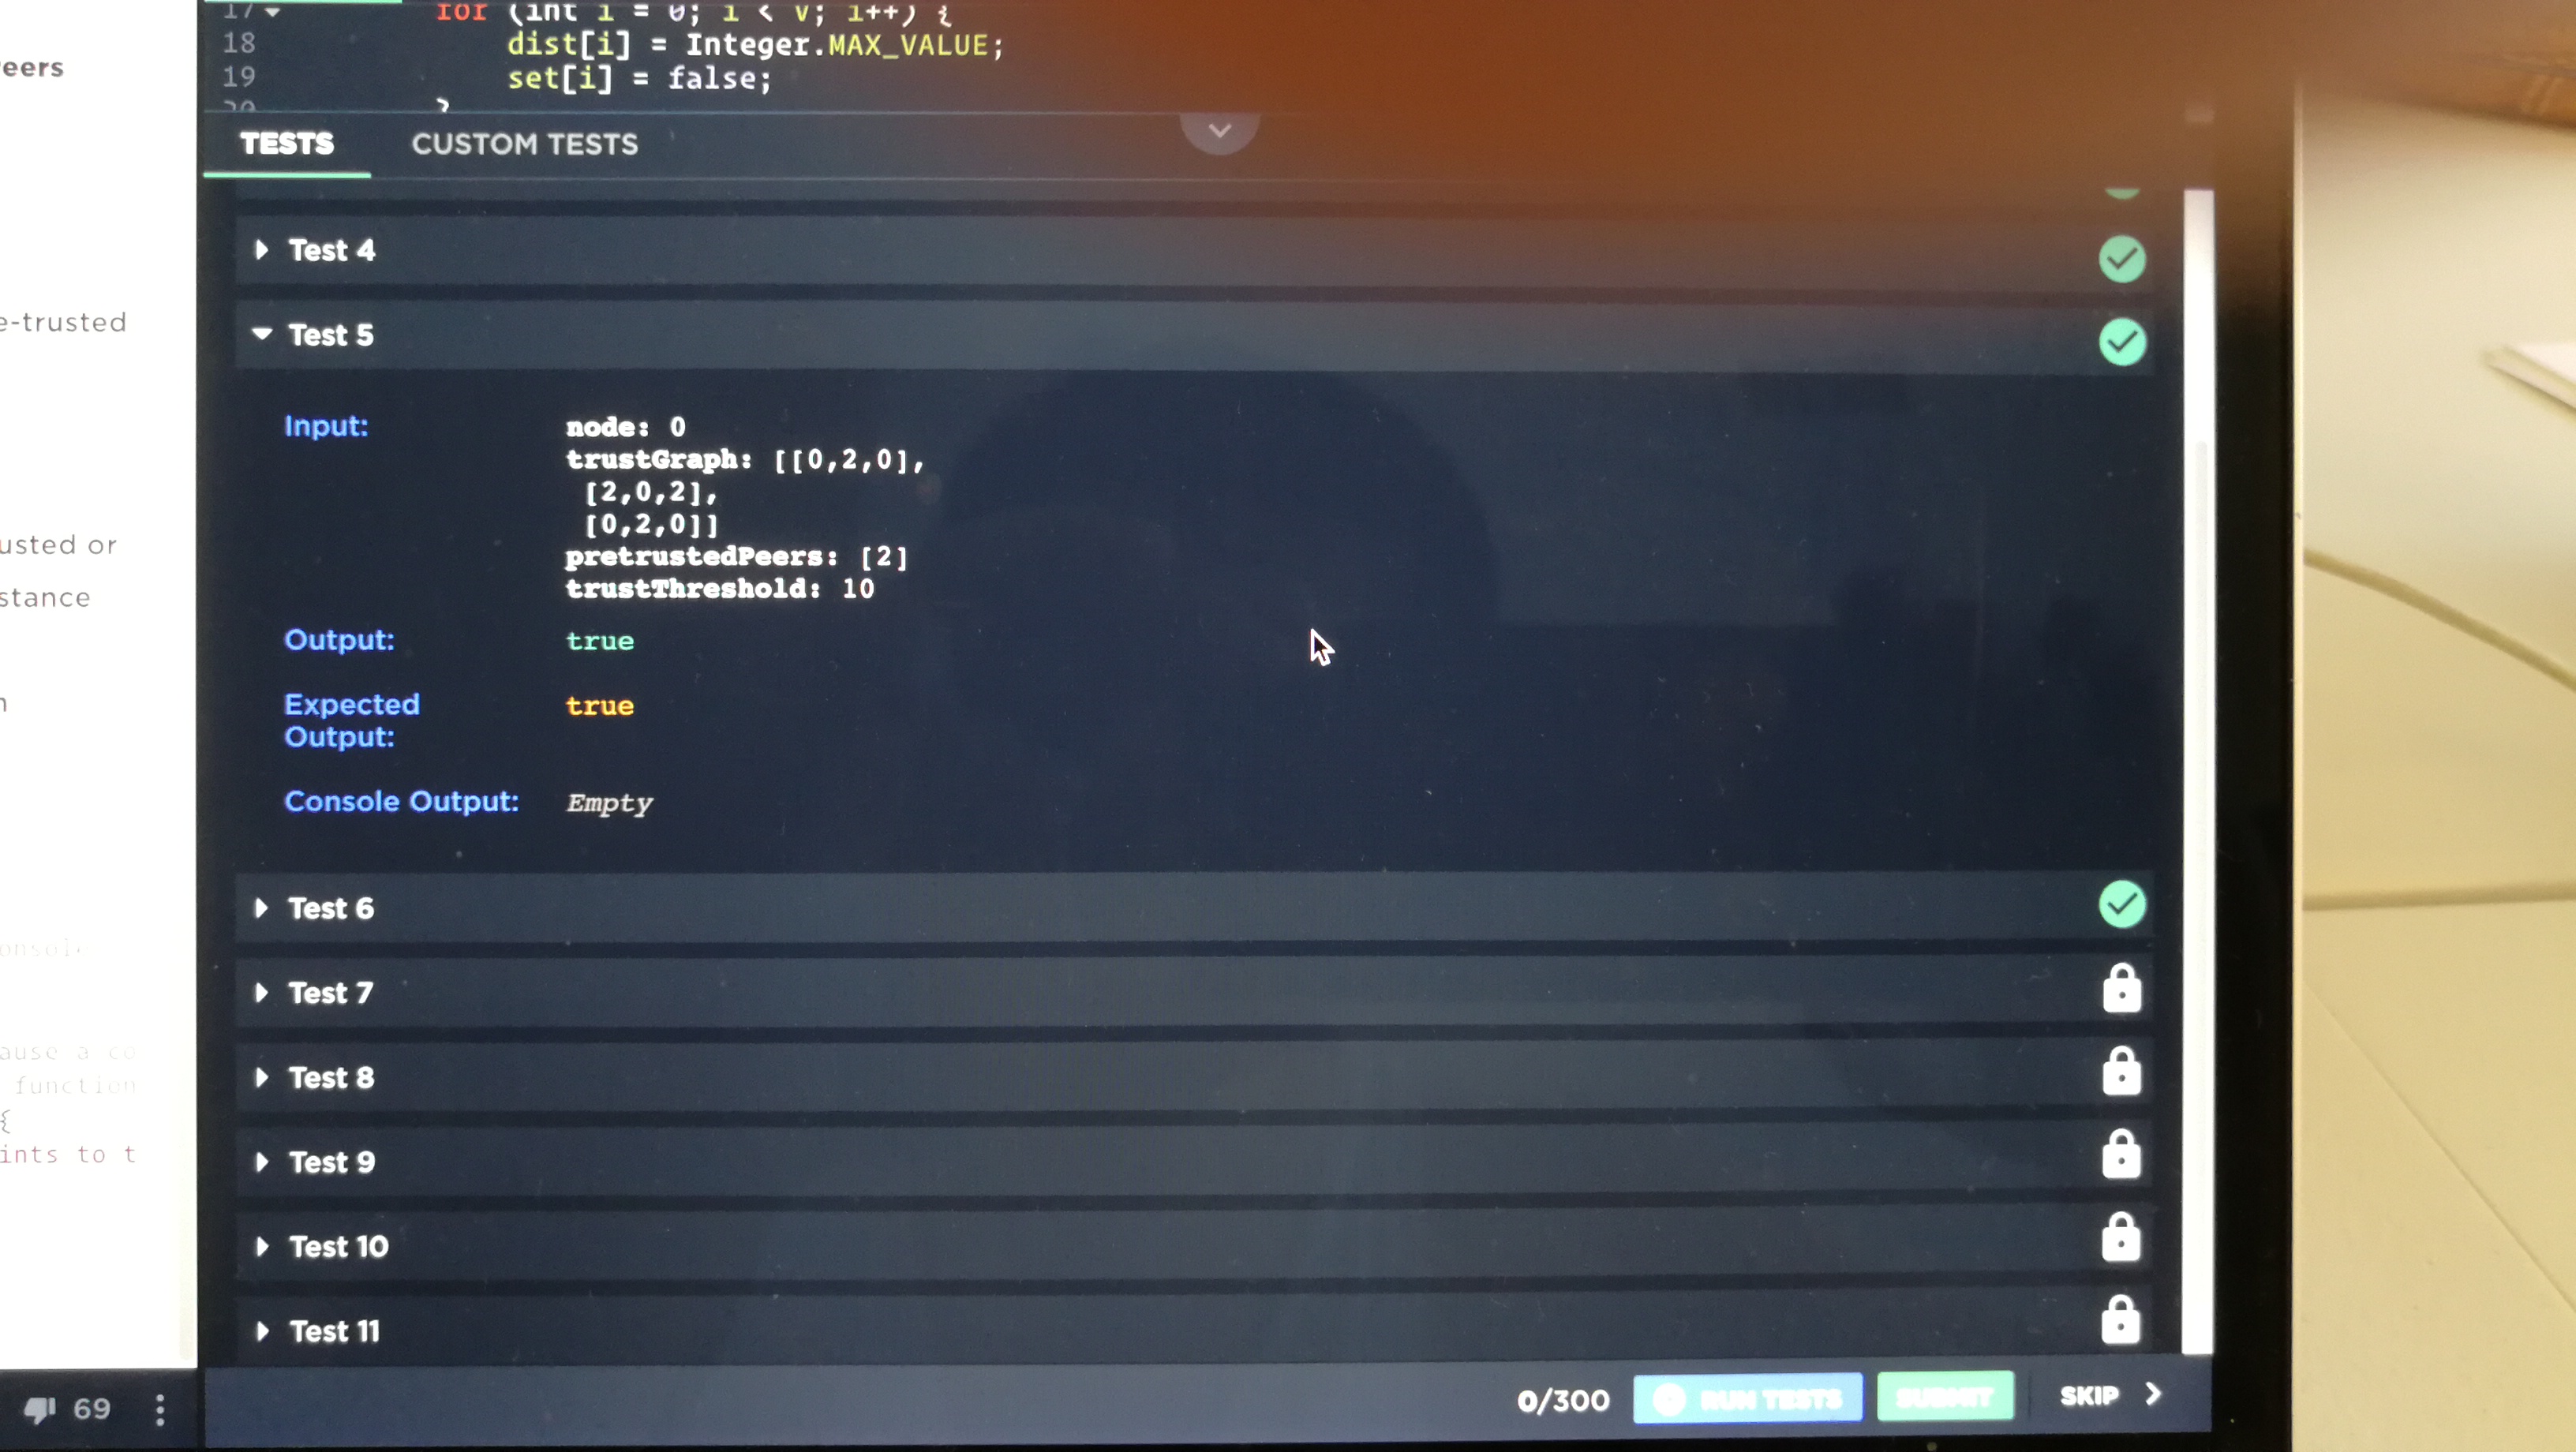 17 for (int i = 0; i < v; i++) {
18 dist[i] = Integer.MAX_VALUE;
19 set[i] = false;
20 }
eers
e-trusted
usted or
stance
n
onsole
ause a co
function
{
ints to t
69
TESTS CUSTOM TESTS
Test 4
Test 5
Input: node: 0
trustGraph: [[0,2,0],
[2,0,2],
[0,2,0]]
pretrustedPeers: [2]
trustThreshold: 10
Output: true
Expected true
Output:
Console Output: Empty
Test 6
Test 7
Test 8
Test 9
Test 10
Test 11
0/300 RUN TESTS SUBMIT SKIP